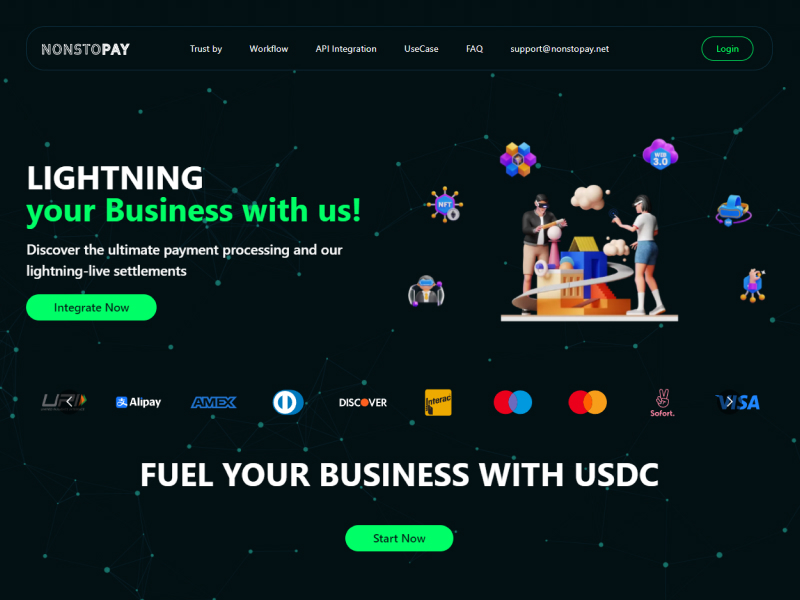 NONSTOPAY
Trust by
Workflow
API Integration
UseCase
FAQ
support@nonstopay.net
Login
LIGHTNING
your Business with us!
Discover the ultimate payment processing and our
lightning-live settlements
Integrate Now
NFT
WEB
3.0
UPI
Alipay
AMEX
DISCOVER
Interac
Sofort.
VISA
FUEL YOUR BUSINESS WITH USDC
Start Now